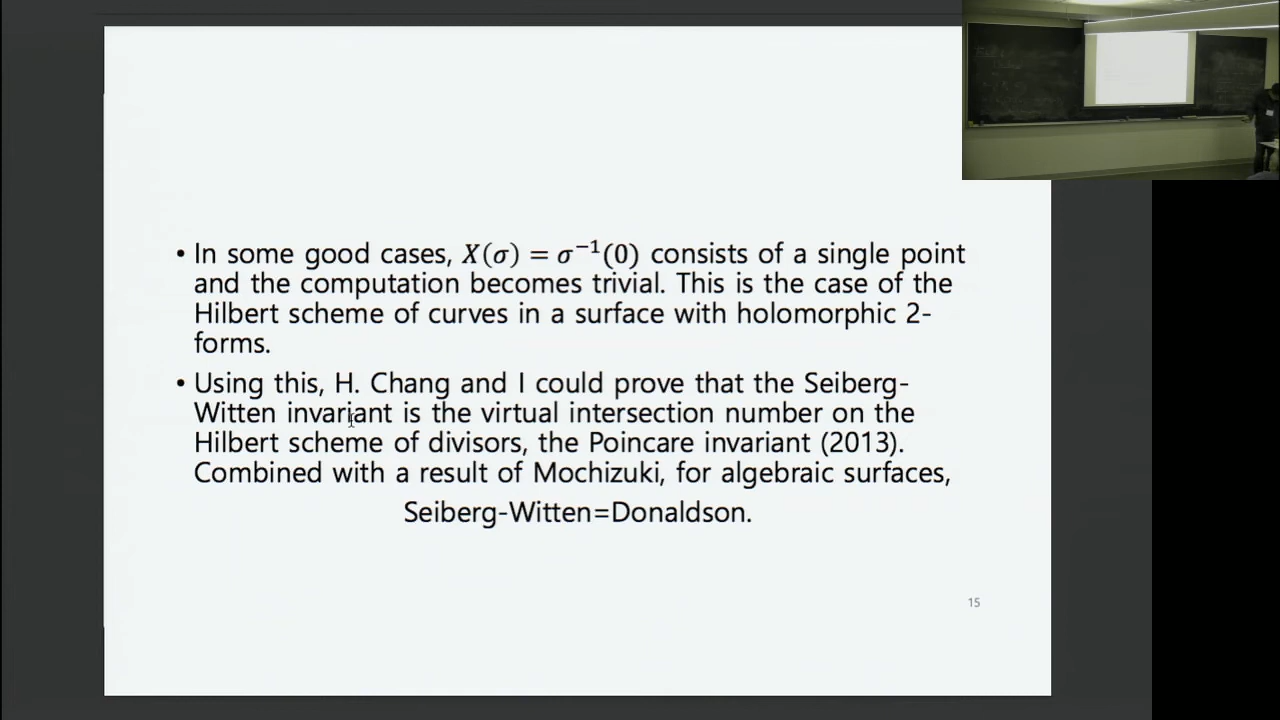 • In some good cases, X(σ) = σ⁻¹(0) consists of a single point
and the computation becomes trivial. This is the case of the
Hilbert scheme of curves in a surface with holomorphic 2-
forms.
• Using this, H. Chang and I could prove that the Seiberg-
Witten invariant is the virtual intersection number on the
Hilbert scheme of divisors, the Poincare invariant (2013).
Combined with a result of Mochizuki, for algebraic surfaces,
Seiberg-Witten=Donaldson.
15